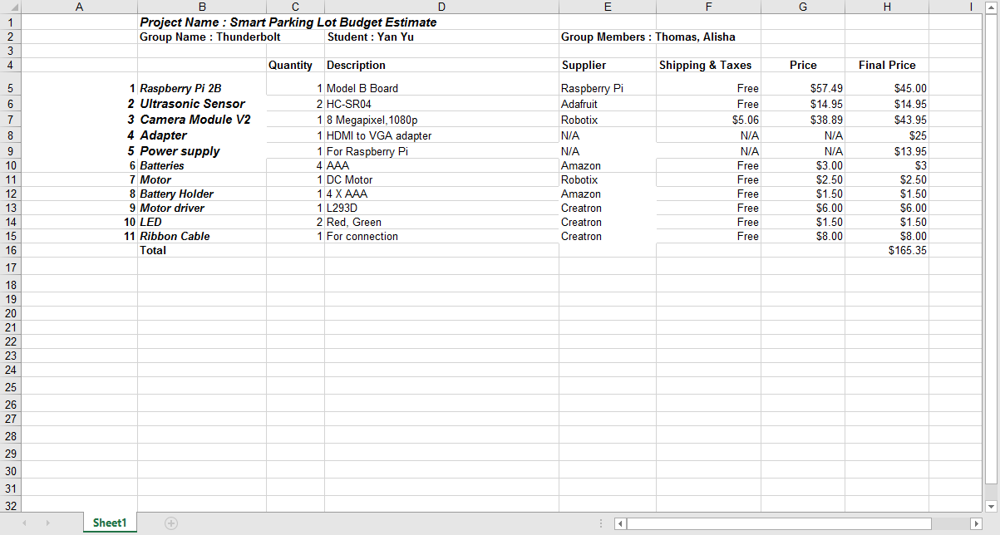 A B C D E F G H I
1 Project Name : Smart Parking Lot Budget Estimate
2 Group Name : Thunderbolt Student : Yan Yu Group Members : Thomas, Alisha
3
4 Quantity Description Supplier Shipping & Taxes Price Final Price
5 1 Raspberry Pi 2B 1 Model B Board Raspberry Pi Free $57.49 $45.00
6 2 Ultrasonic Sensor 2 HC-SR04 Adafruit Free $14.95 $14.95
7 3 Camera Module V2 1 8 Megapixel,1080p Robotix $5.06 $38.89 $43.95
8 4 Adapter 1 HDMI to VGA adapter N/A N/A N/A $25
9 5 Power supply 1 For Raspberry Pi N/A N/A N/A $13.95
10 6 Batteries 4 AAA Amazon Free $3.00 $3
11 7 Motor 1 DC Motor Robotix Free $2.50 $2.50
12 8 Battery Holder 1 4 X AAA Amazon Free $1.50 $1.50
13 9 Motor driver 1 L293D Creatron Free $6.00 $6.00
14 10 LED 2 Red, Green Creatron Free $1.50 $1.50
15 11 Ribbon Cable 1 For connection Creatron Free $8.00 $8.00
16 Total $165.35
17
18
19
20
21
22
23
24
25
26
27
28
29
30
31
32
Sheet1